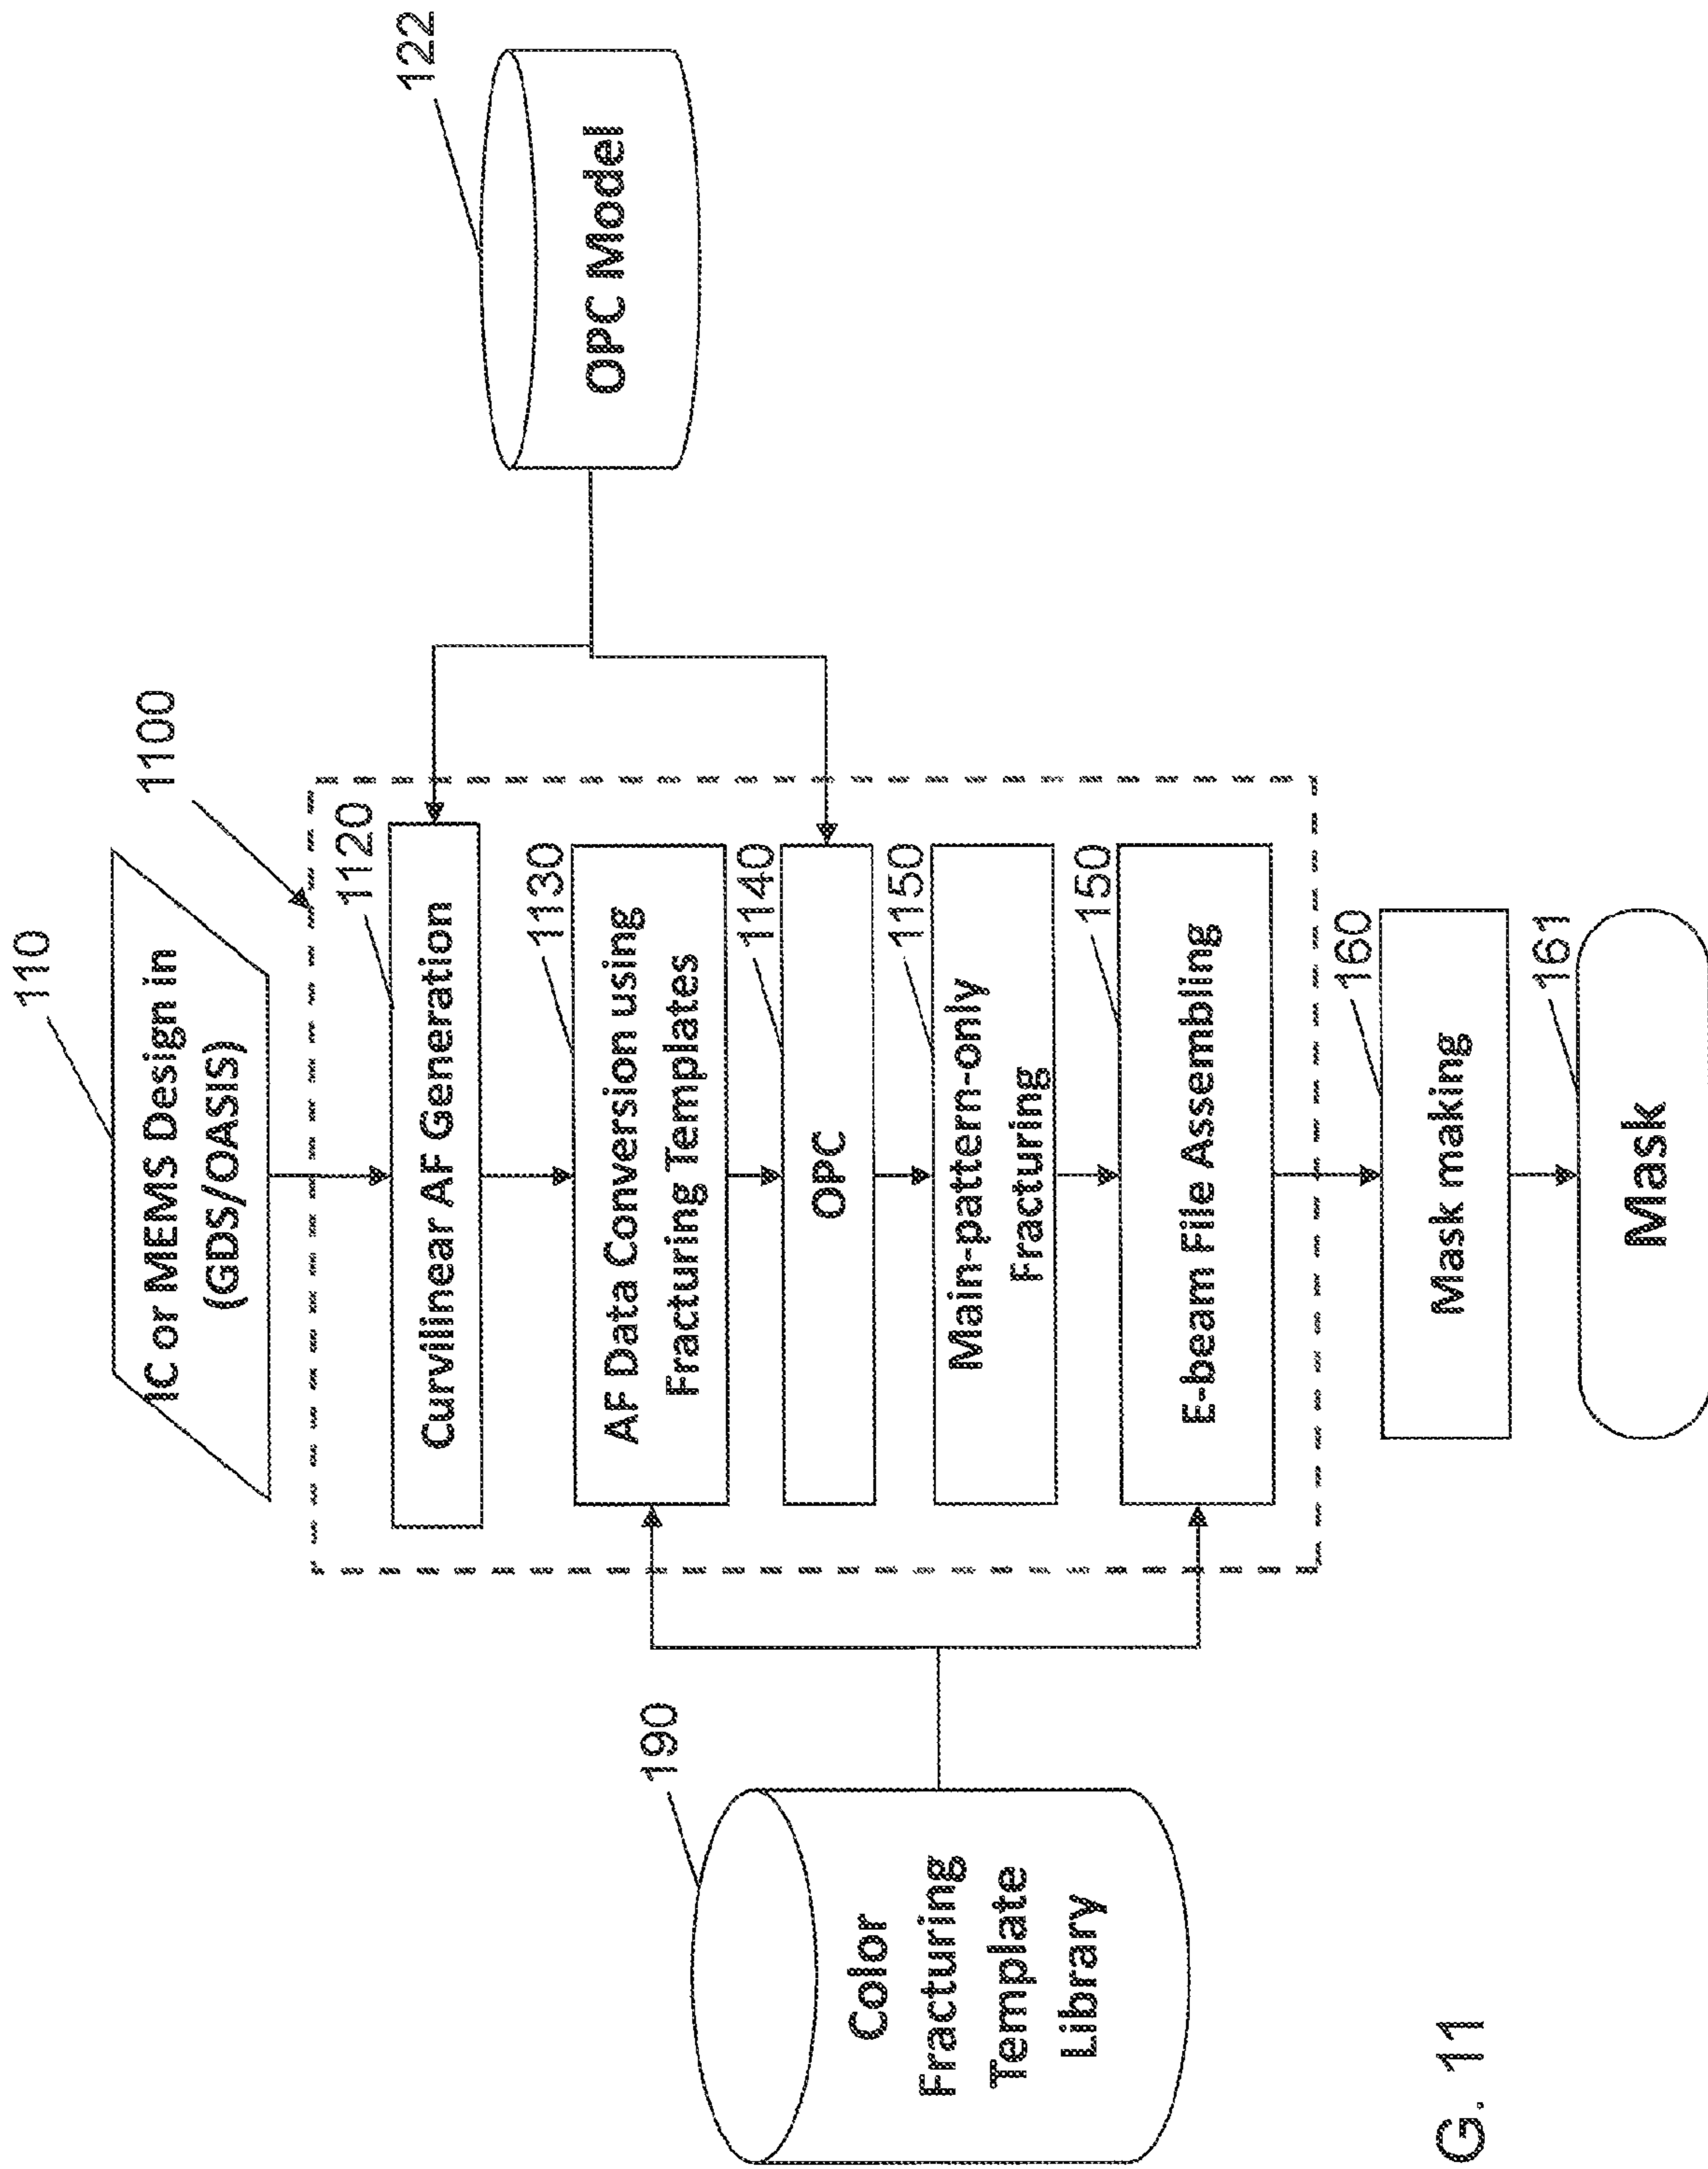 110
IC or MEMS Design in
(GDS/OASIS)
1100
1120
Curvilinear AF Generation
122
OPC Model
190
Color
Fracturing
Template
Library
1130
AF Data Conversion using
Fracturing Templates
1140
OPC
1150
Main-pattern-only
Fracturing
150
E-beam File Assembling
160
Mask making
161
Mask
G. 11